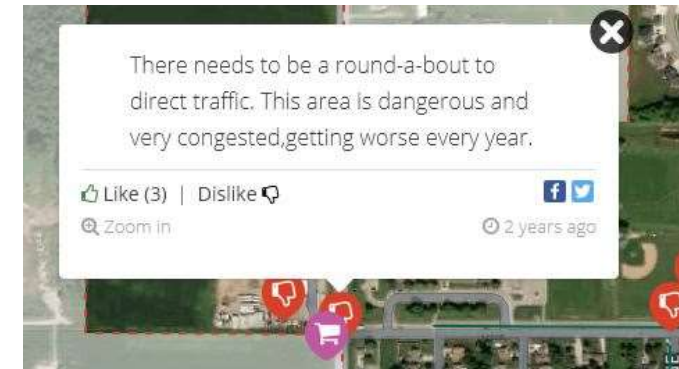 There needs to be a round-a-bout to
direct traffic. This area is dangerous and
very congested,getting worse every year.
Like (3) | Dislike
Zoom in
2 years ago